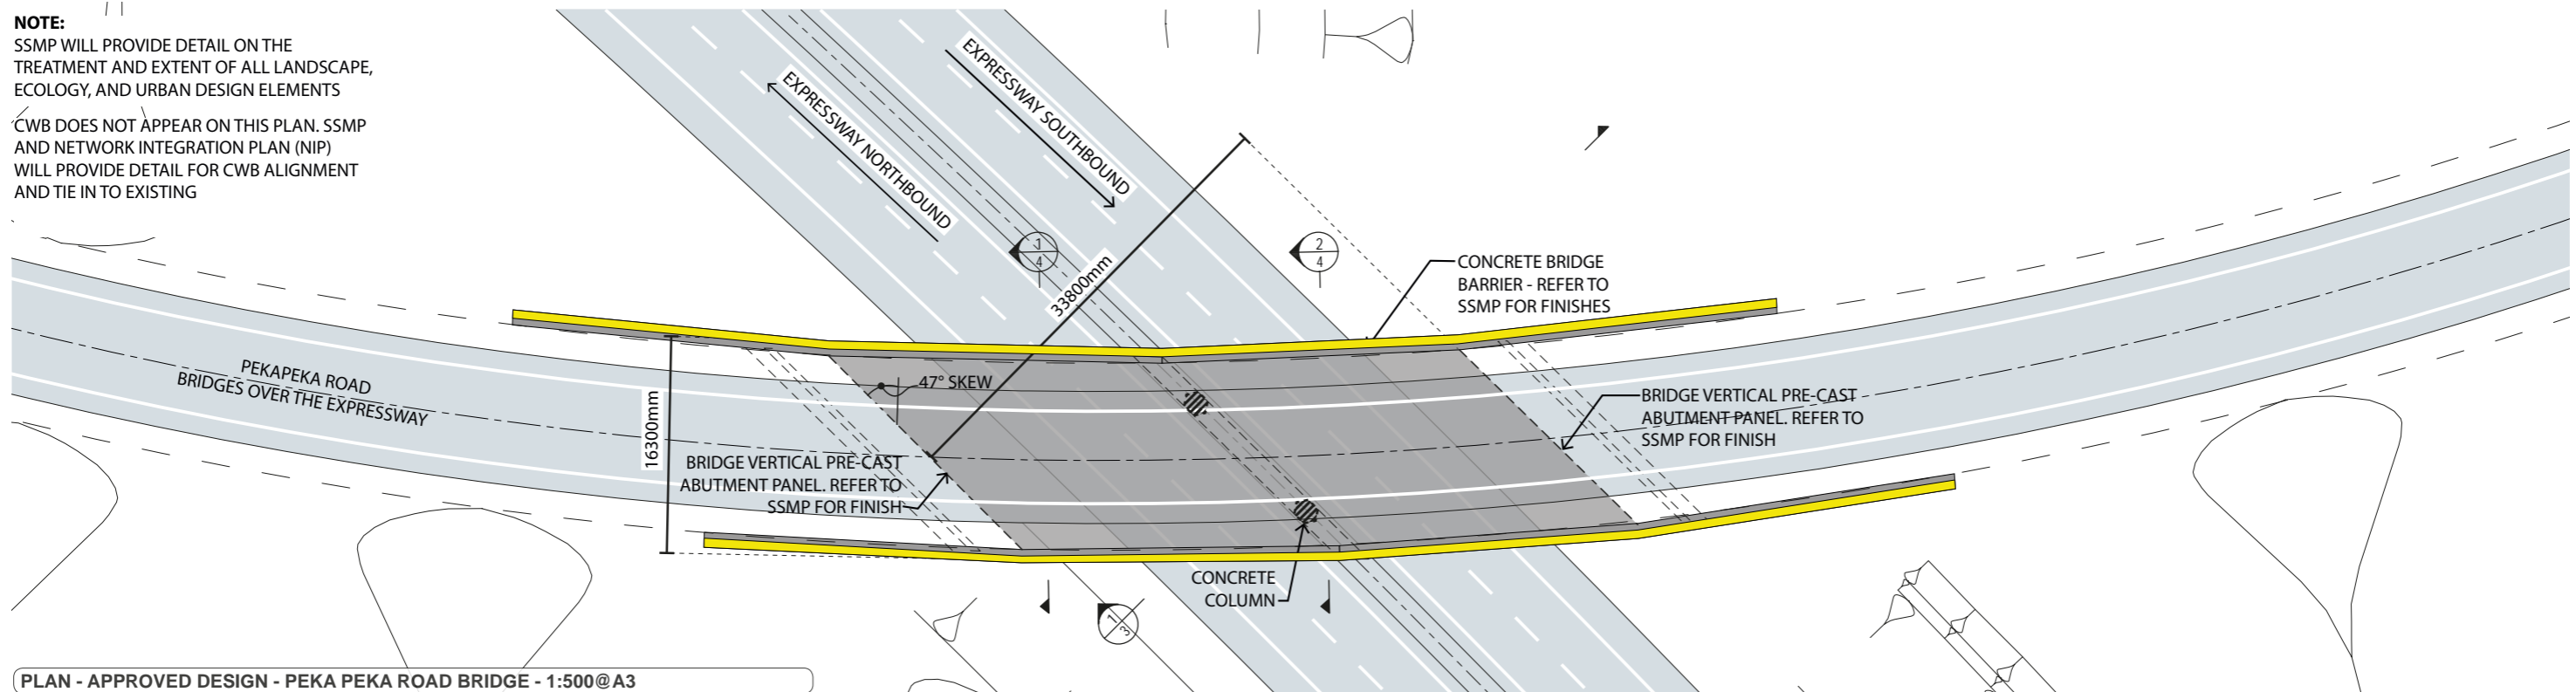 NOTE:
SSMP WILL PROVIDE DETAIL ON THE
TREATMENT AND EXTENT OF ALL LANDSCAPE,
ECOLOGY, AND URBAN DESIGN ELEMENTS
CWB DOES NOT APPEAR ON THIS PLAN. SSMP
AND NETWORK INTEGRATION PLAN (NIP)
WILL PROVIDE DETAIL FOR CWB ALIGNMENT
AND TIE IN TO EXISTING
EXPRESSWAY NORTHBOUND
EXPRESSWAY SOUTHBOUND
1
4
2
4
33800mm
CONCRETE BRIDGE
BARRIER - REFER TO
SSMP FOR FINISHES
PEKAPEKA ROAD
BRIDGES OVER THE EXPRESSWAY
47° SKEW
16300mm
BRIDGE VERTICAL PRE-CAST
ABUTMENT PANEL. REFER TO
SSMP FOR FINISH
BRIDGE VERTICAL PRE-CAST
ABUTMENT PANEL. REFER TO
SSMP FOR FINISH
CONCRETE
COLUMN
1
3
PLAN - APPROVED DESIGN - PEKA PEKA ROAD BRIDGE - 1:500@A3